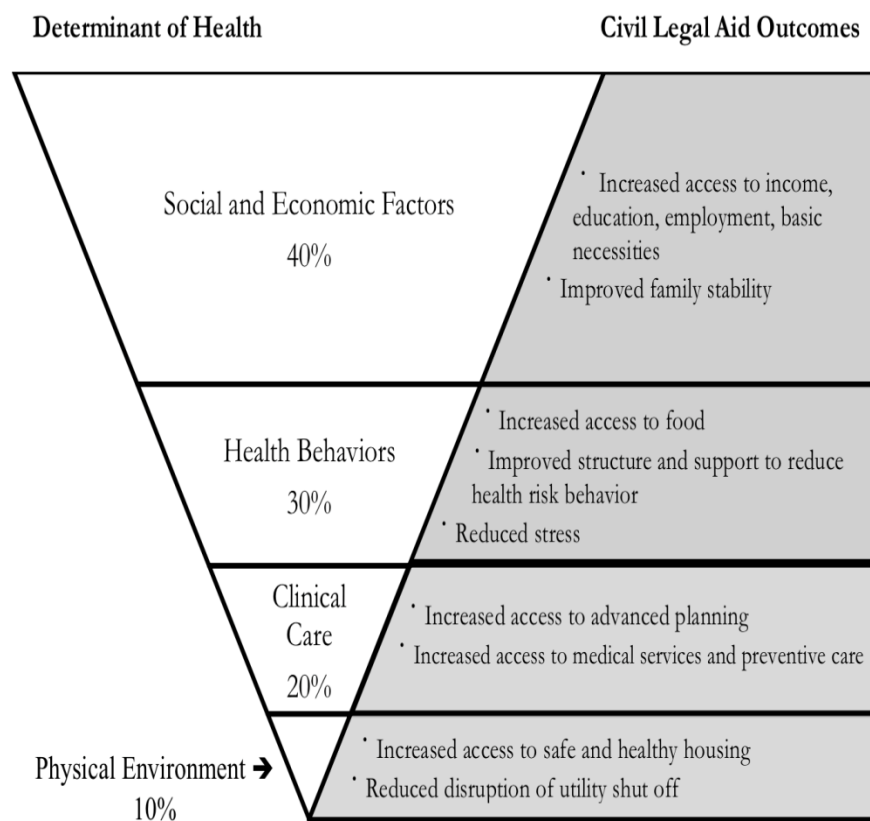 Determinant of Health
Civil Legal Aid Outcomes
Social and Economic Factors
40%
· Increased access to income,
education, employment, basic
necessities
· Improved family stability
Health Behaviors
30%
· Increased access to food
· Improved structure and support to reduce
health risk behavior
· Reduced stress
Clinical
Care
20%
· Increased access to advanced planning
· Increased access to medical services and preventive care
Physical Environment ➔
10%
· Increased access to safe and healthy housing
· Reduced disruption of utility shut off